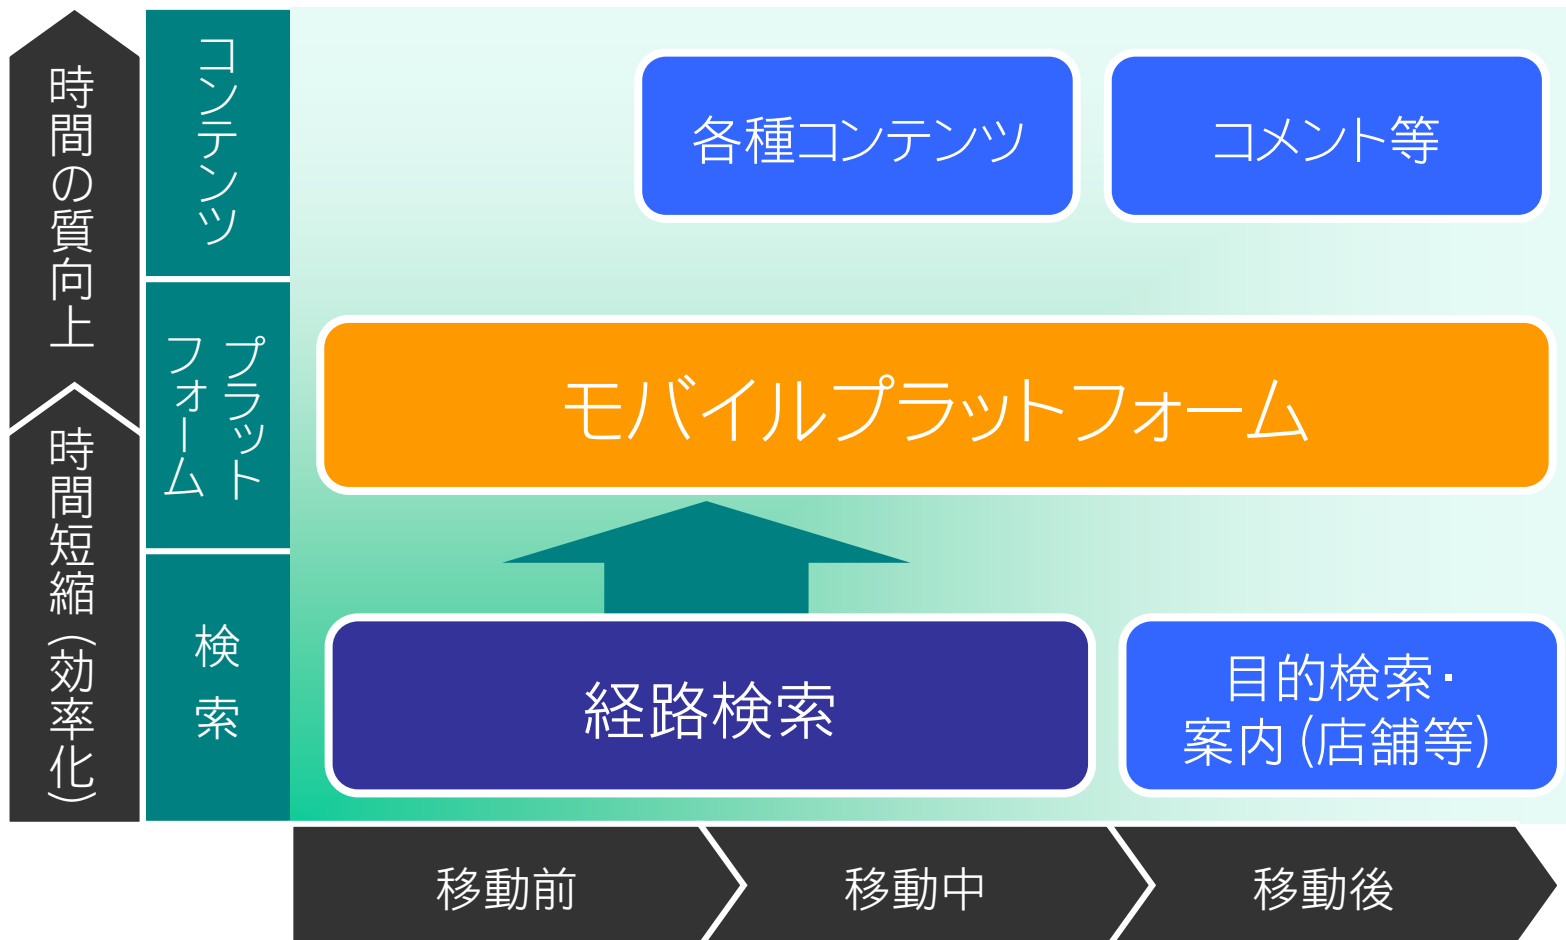 時間の質向上
時間短縮（効率化）
コンテンツ
プラット
フォーム
検索
各種コンテンツ
コメント等
モバイルプラットフォーム
経路検索
目的検索・
案内（店舗等）
移動前
移動中
移動後